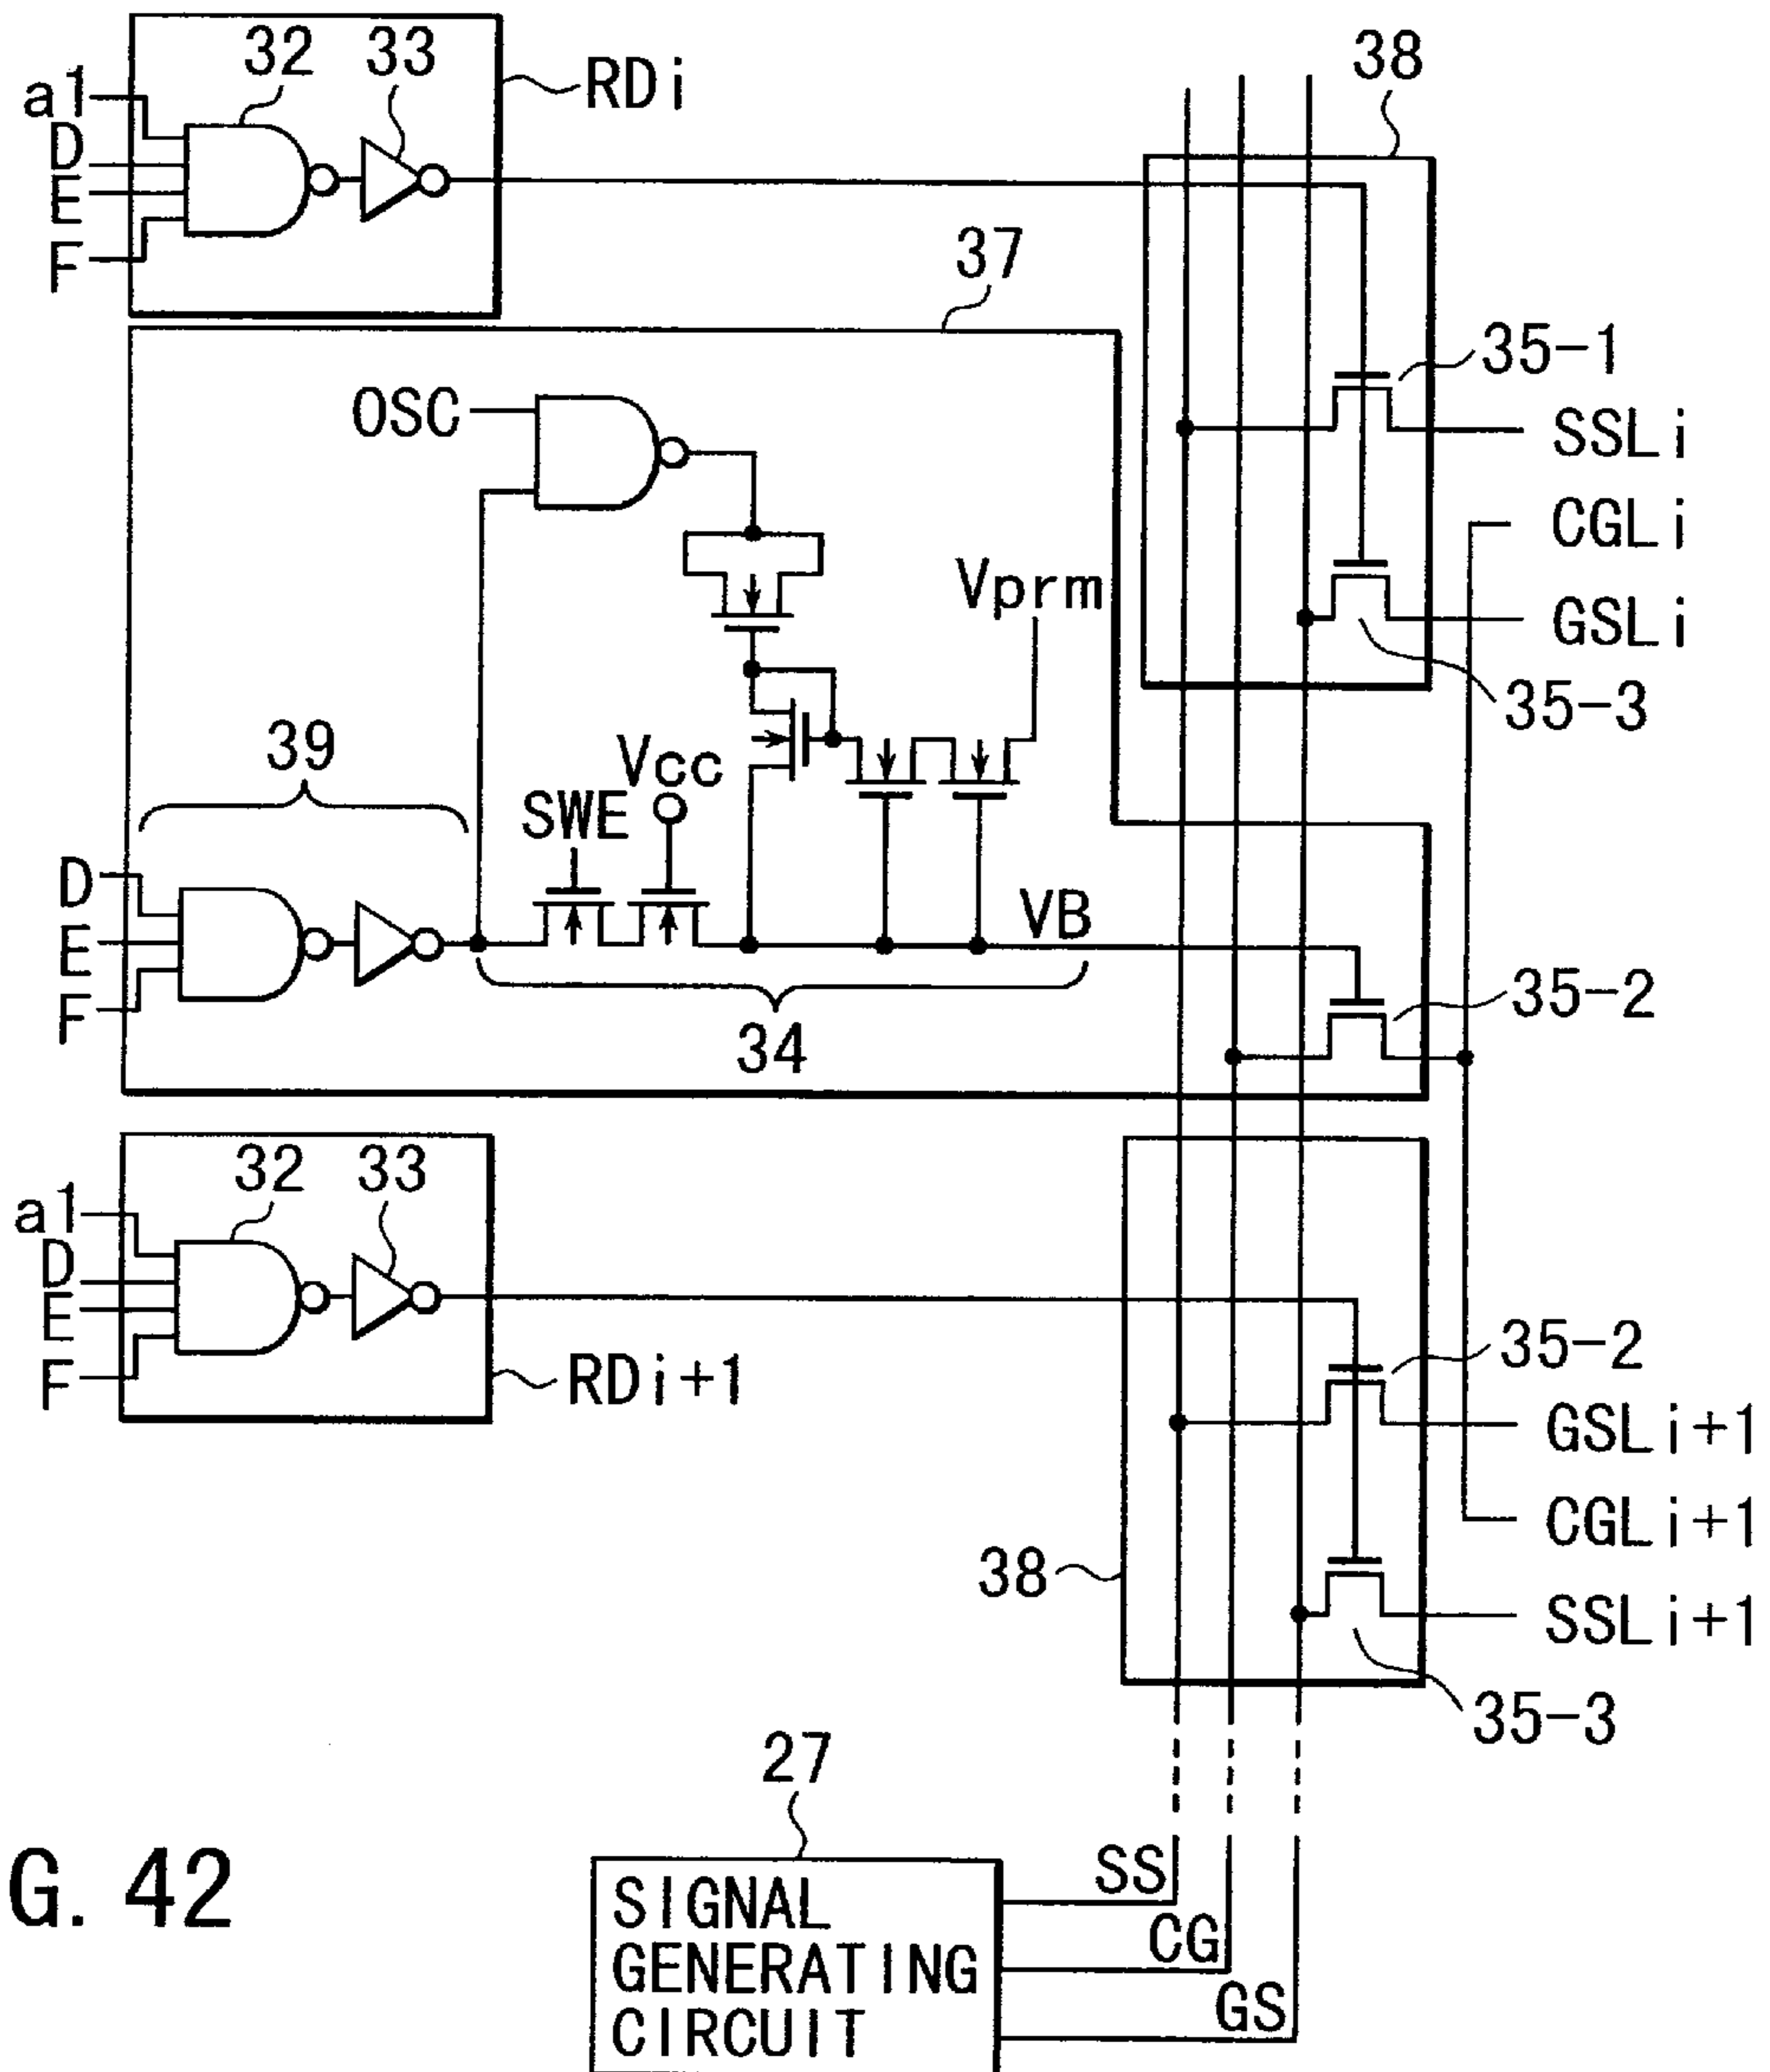 32
33
38
a1
RDi
D
E
F
37
35-1
OSC
SSLi
CGLi
Vprm
GSLi
35-3
39
Vcc
SWE
D
VB
E
35-2
F
34
32
33
a1
D
E
35-2
F
RDi+1
GSLi+1
CGLi+1
38
SSLi+1
35-3
27
G. 42
SS
SIGNAL
CG
GENERATING
GS
CIRCUIT